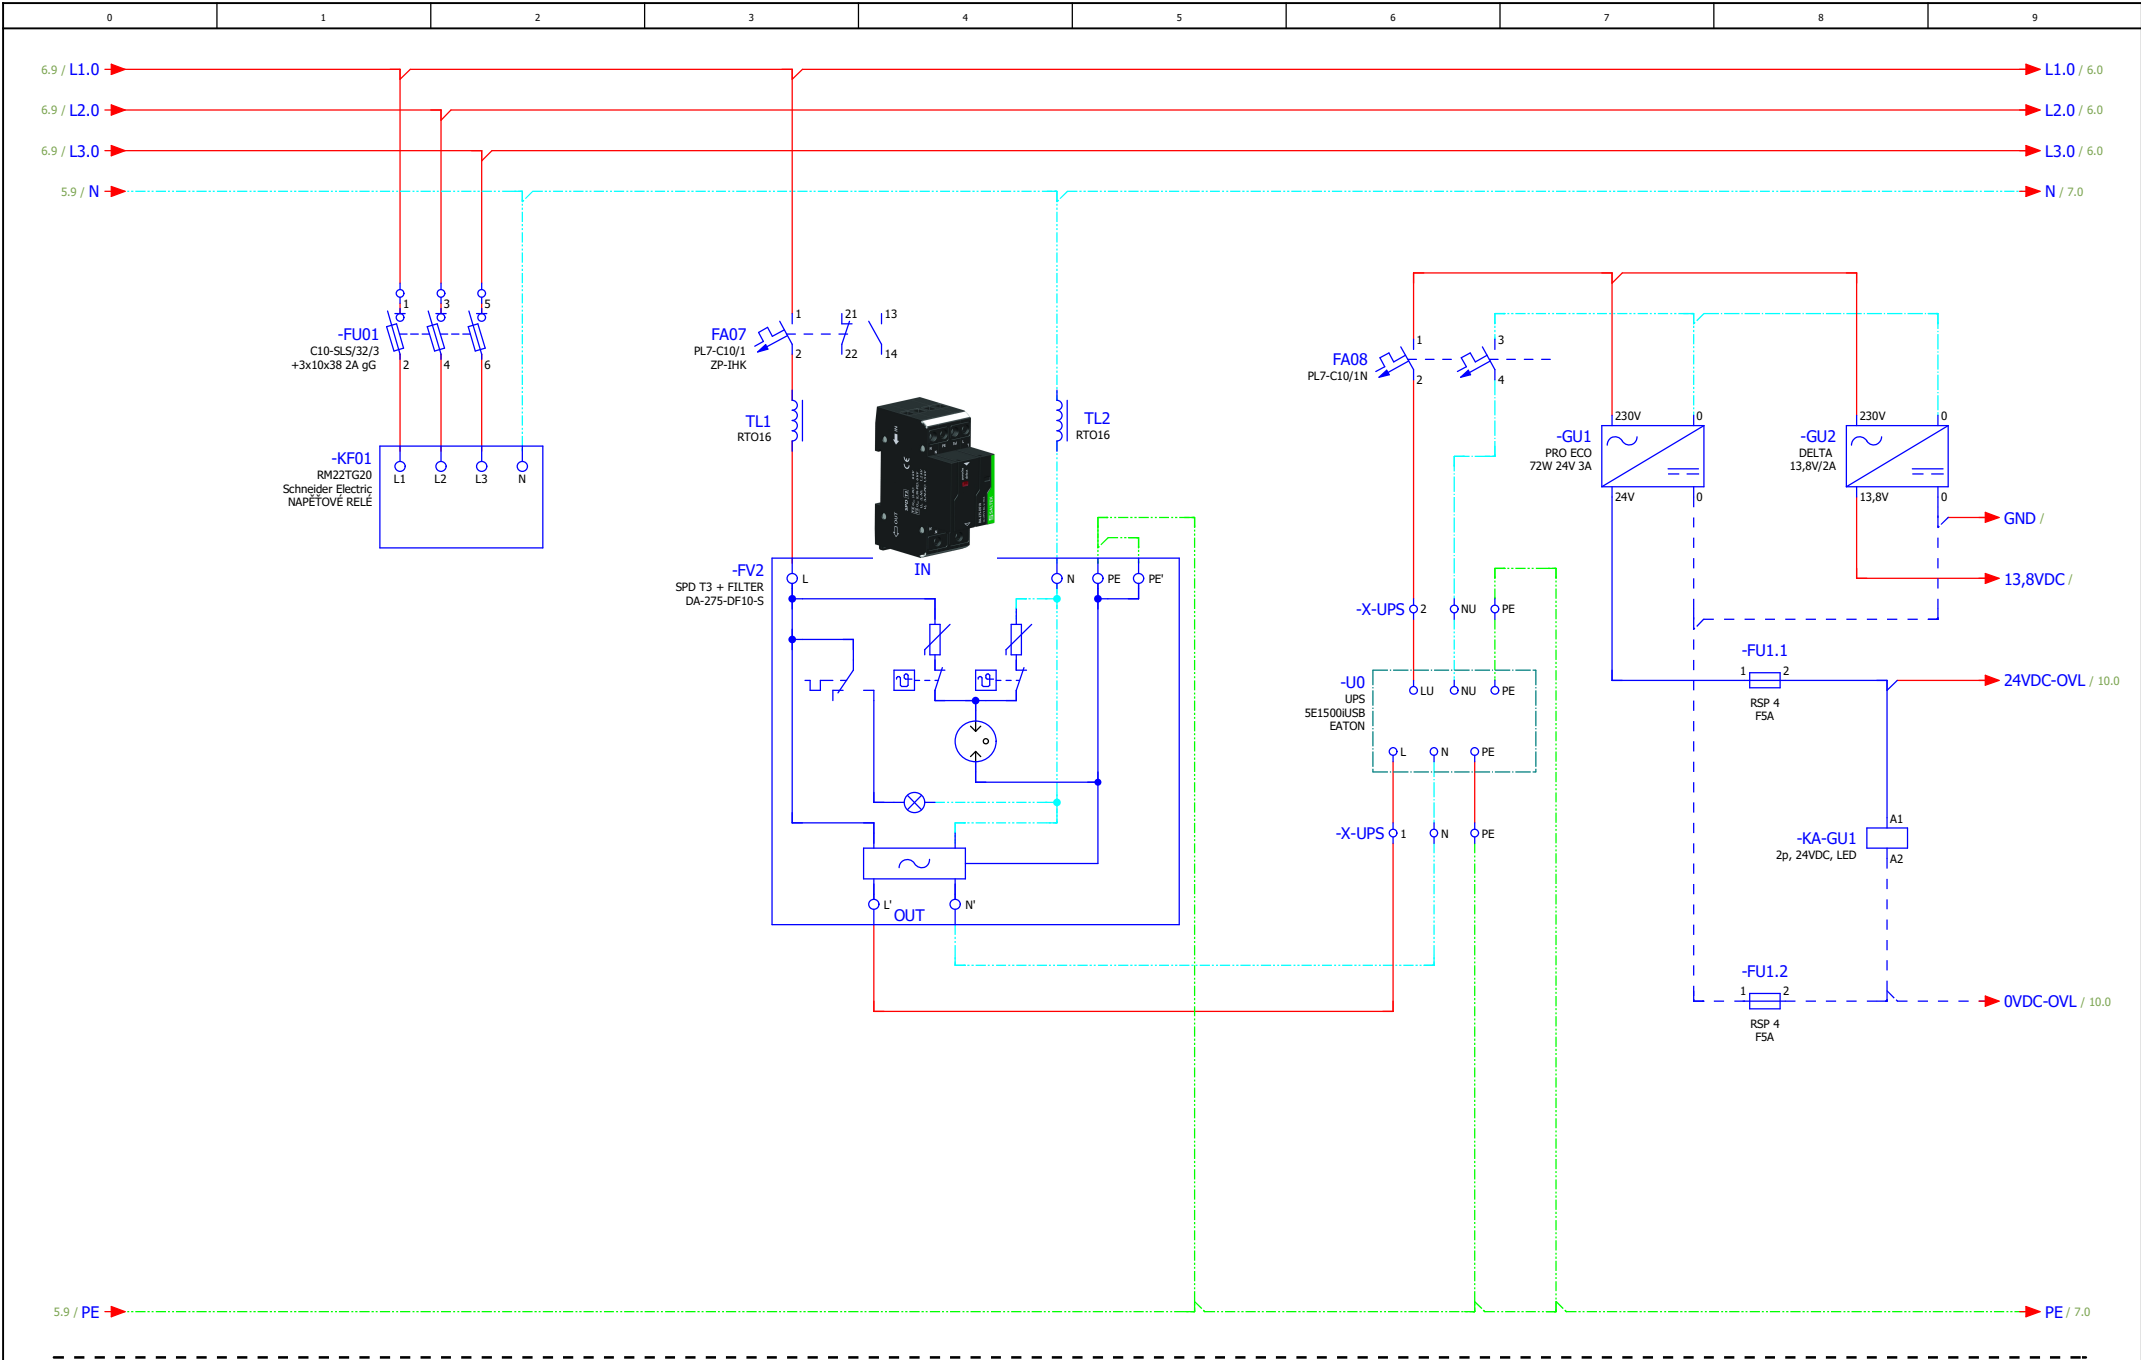 0 1 2 3 4 5 6 7 8 9
6.9 / L1.0
L1.0 / 6.0
6.9 / L2.0
L2.0 / 6.0
6.9 / L3.0
L3.0 / 6.0
5.9 / N
N / 7.0
-FU01
C10-SLS/32/3
+3x10x38 2A gG
1 3 5
2 4 6
-KF01
RM22TG20
Schneider Electric
NAPĚŤOVÉ RELÉ
L1 L2 L3 N
FA07
PL7-C10/1
ZP-IHK
1 21 13
2 22 14
TL1
RTO16
TL2
RTO16
-FV2
SPD T3 + FILTER
DA-275-DF10-S
IN
L N PE PE'
L' N'
OUT
FA08
PL7-C10/1N
1 3
2 4
-X-UPS 2 NU PE
-U0
UPS
5E1500iUSB
EATON
LU NU PE
L N PE
-X-UPS 1 N PE
-GU1
PRO ECO
72W 24V 3A
230V 0
24V 0
-GU2
DELTA
13,8V/2A
230V 0
13,8V 0
GND /
13,8VDC /
-FU1.1
1 2
RSP 4
F5A
24VDC-OVL / 10.0
-KA-GU1
2p, 24VDC, LED
A1
A2
-FU1.2
1 2
RSP 4
F5A
0VDC-OVL / 10.0
5.9 / PE
PE / 7.0